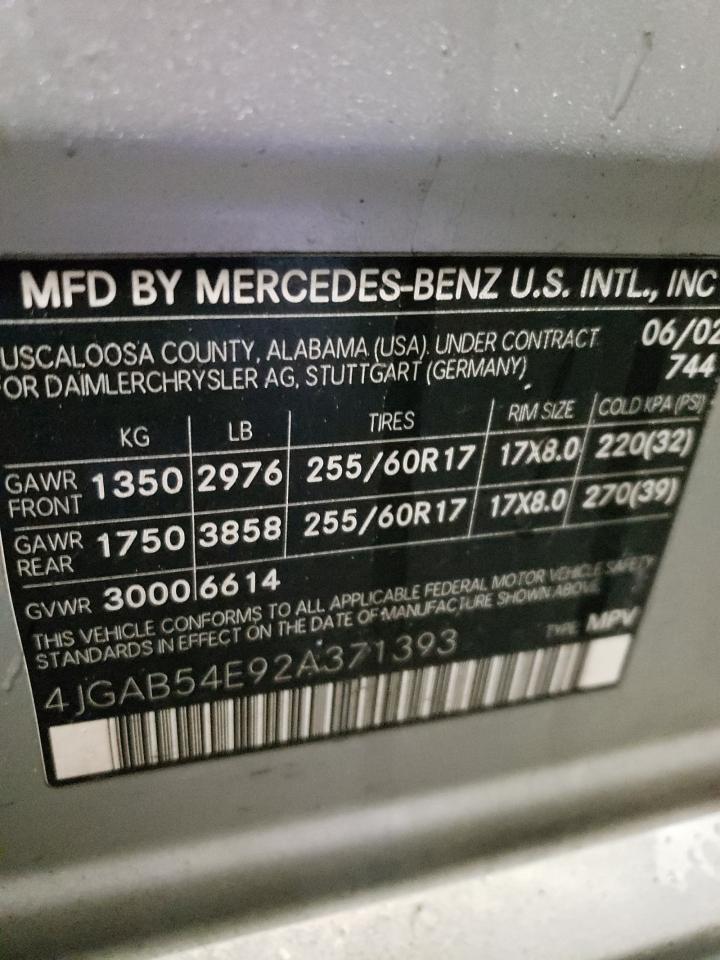 MFD BY MERCEDES-BENZ U.S. INTL., INC
USCALOOSA COUNTY, ALABAMA (USA). UNDER CONTRACT 06/02
OR DAIMLERCHRYSLER AG, STUTTGART (GERMANY) 744
KG LB TIRES RIM SIZE COLD KPA (PSI)
GAWR FRONT 1350 2976 255/60R17 17X8.0 220(32)
GAWR REAR 1750 3858 255/60R17 17X8.0 270(39)
GVWR 3000 6614
THIS VEHICLE CONFORMS TO ALL APPLICABLE FEDERAL MOTOR VEHICLE SAFETY
STANDARDS IN EFFECT ON THE DATE OF MANUFACTURE SHOWN ABOVE.
4JGAB54E92A371393 TYPE MPV